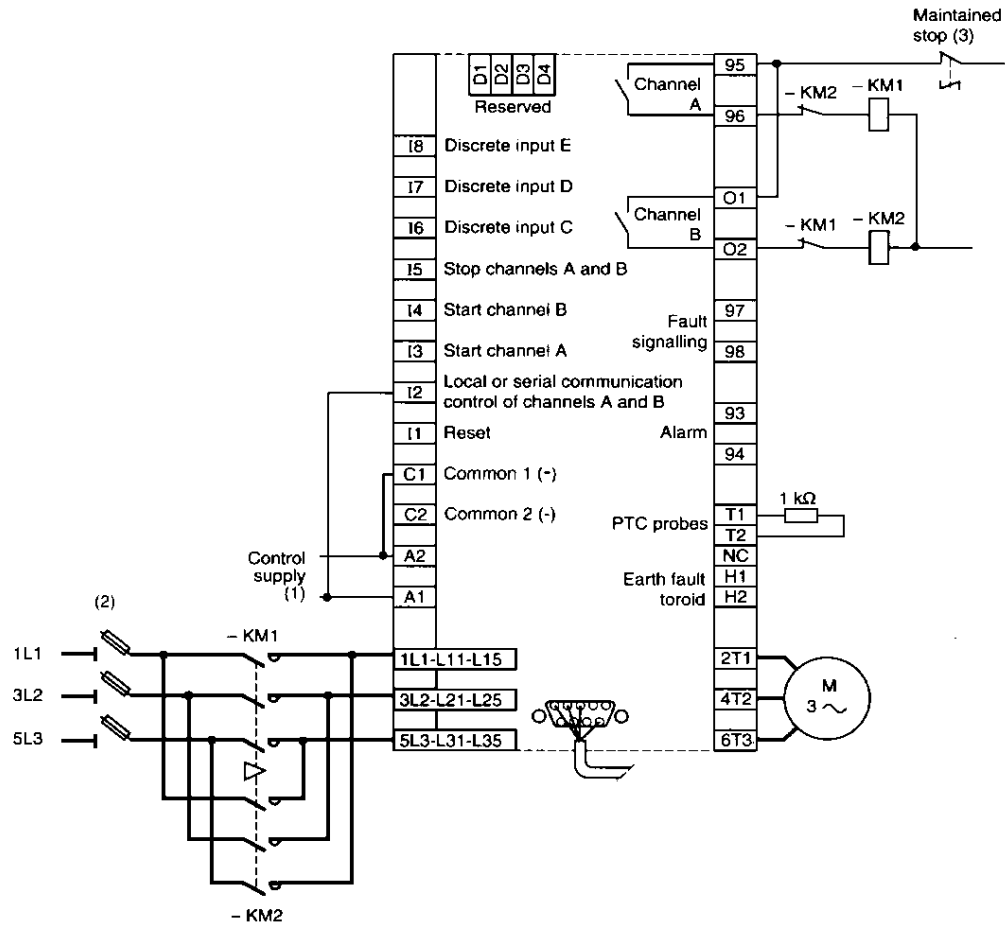 Maintained
stop (3)
D1 D2 D3 D4
Reserved
I8 Discrete input E
I7 Discrete input D
I6 Discrete input C
I5 Stop channels A and B
I4 Start channel B
I3 Start channel A
I2 Local or serial communication
control of channels A and B
I1 Reset
C1 Common 1 (-)
C2 Common 2 (-)
A2
A1
Control
supply
(1)
Channel
A
95
96
– KM2
– KM1
Channel
B
O1
O2
– KM1
– KM2
Fault
signalling
97
98
Alarm
93
94
PTC probes
T1
T2
1 kΩ
NC
Earth fault
toroid
H1
H2
(2)
– KM1
1L1
3L2
5L3
1L1-L11-L15
3L2-L21-L25
5L3-L31-L35
2T1
4T2
6T3
M
3 ~
– KM2